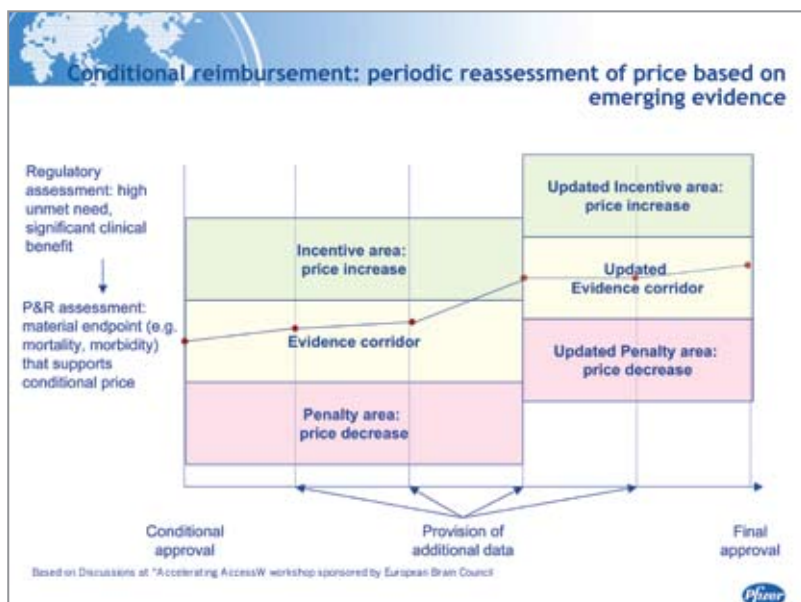 Conditional reimbursement: periodic reassessment of price based on
emerging evidence
Regulatory
assessment: high
unmet need,
significant clinical
benefit
P&R assessment:
material endpoint (e.g.
mortality, morbidity)
that supports
conditional price
Incentive area:
price increase
Evidence corridor
Penalty area:
price decrease
Updated Incentive area:
price increase
Updated
Evidence corridor
Updated Penalty area:
price decrease
Conditional
approval
Provision of
additional data
Final
approval
Based on Discussions at "Accelerating AccessW workshop sponsored by European Brain Council
Pfizer